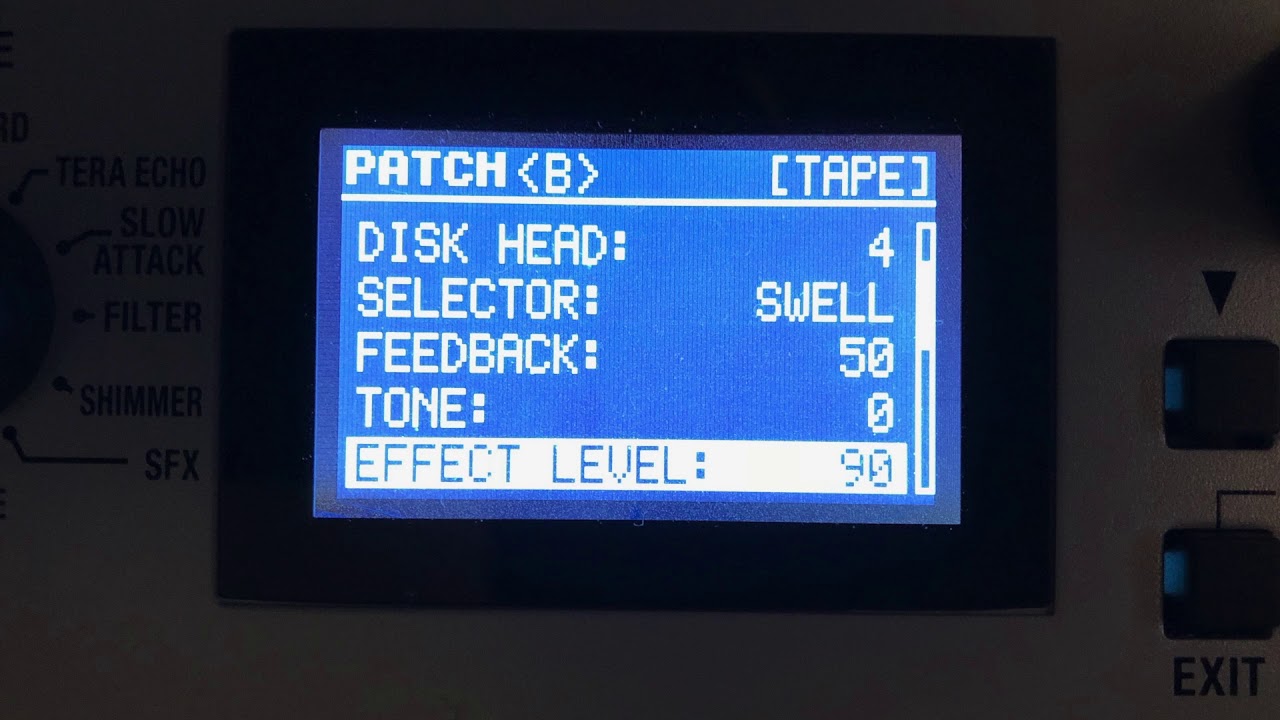 TERA ECHO
SLOW
ATTACK
FILTER
SHIMMER
SFX
PATCH <B> [TAPE]
DISK HEAD: 4
SELECTOR: SWELL
FEEDBACK: 50
TONE: 0
EFFECT LEVEL: 90
EXIT